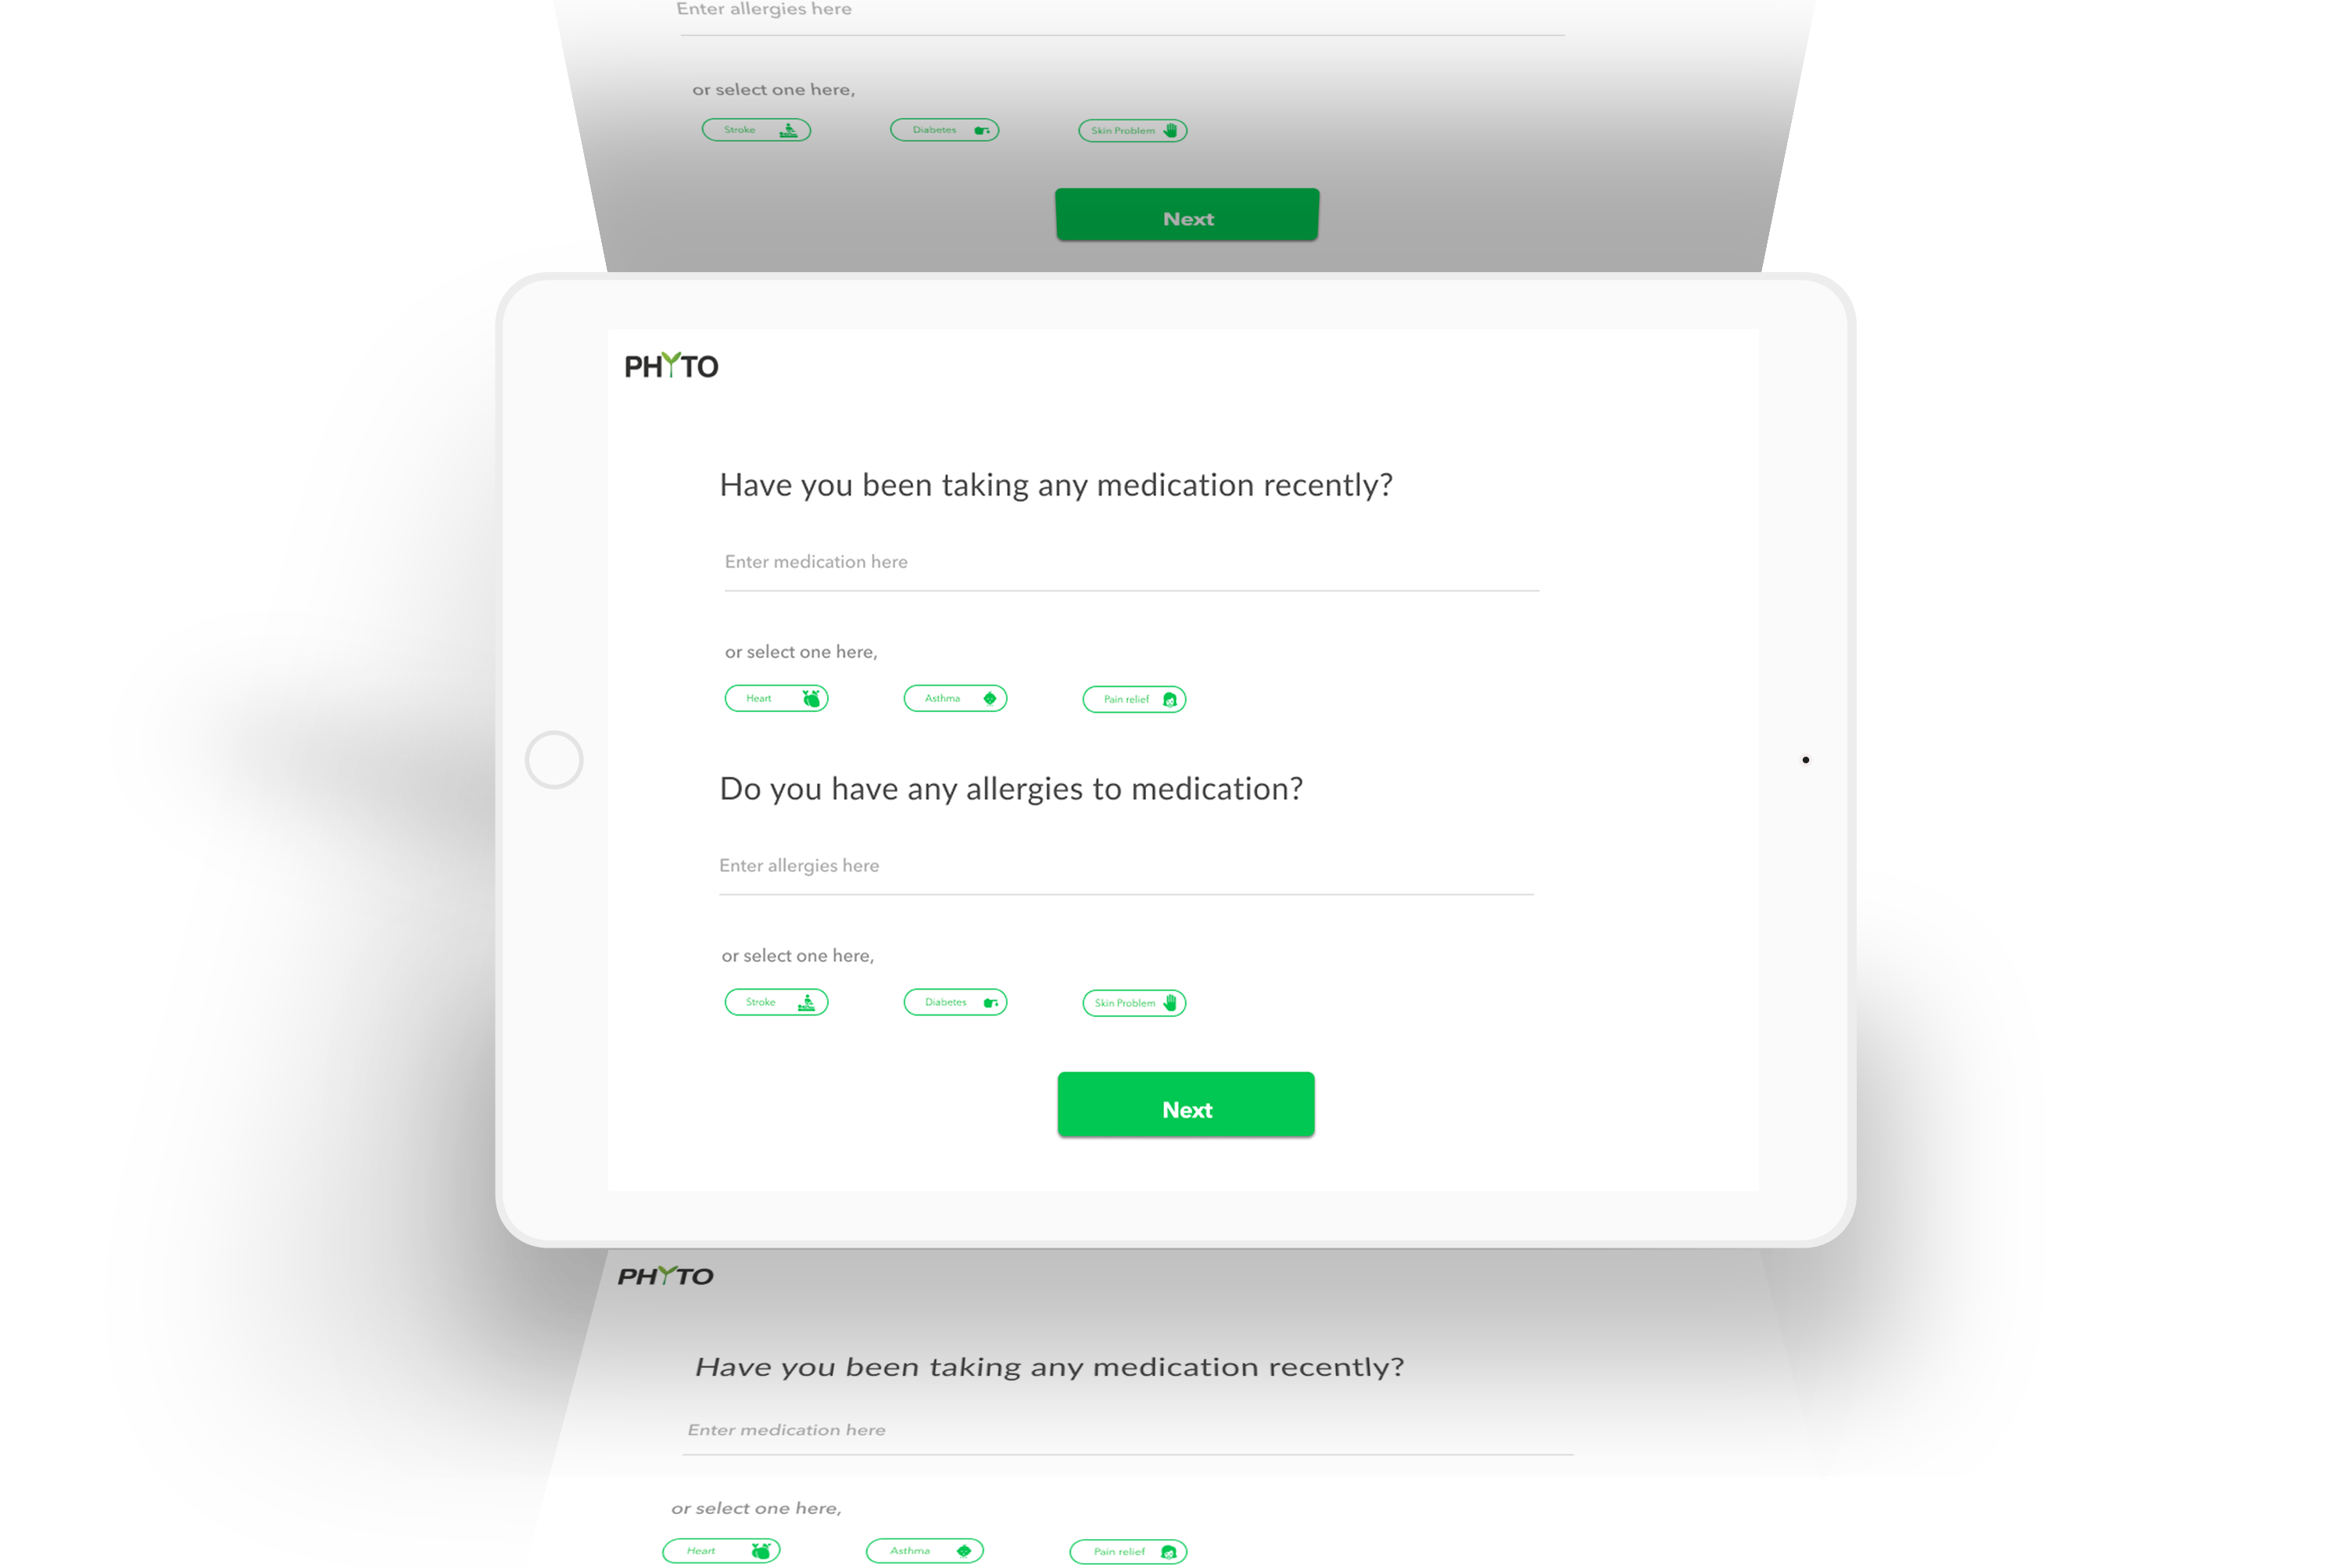 Enter allergies here
or select one here,
Stroke Diabetes Skin Problem
Next
PHYTO
Have you been taking any medication recently?
Enter medication here
or select one here,
Heart Asthma Pain relief
Do you have any allergies to medication?
Enter allergies here
or select one here,
Stroke Diabetes Skin Problem
Next
PHYTO
Have you been taking any medication recently?
Enter medication here
or select one here,
Heart Asthma Pain relief